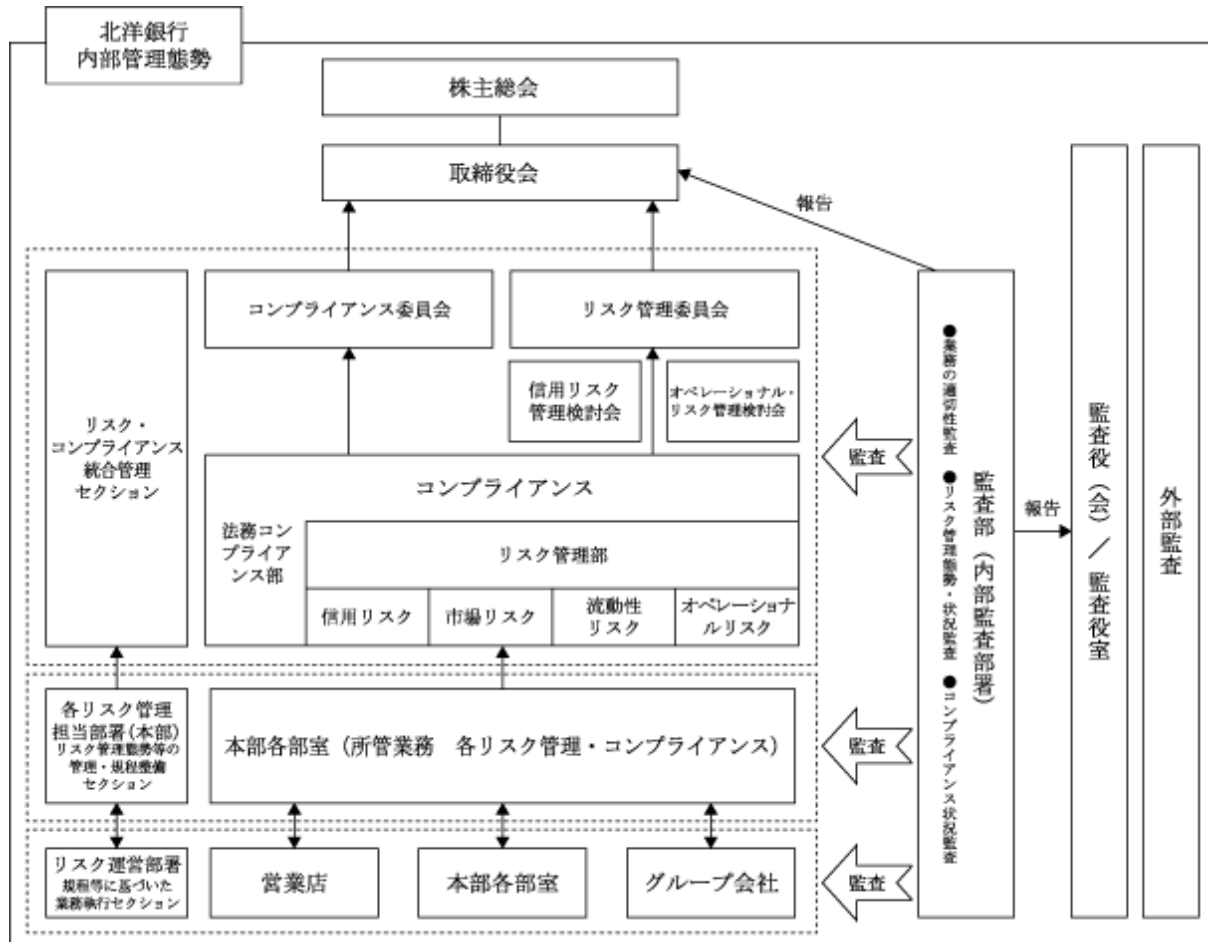 北洋銀行
内部管理態勢
株主総会
取締役会
報告
リスク・
コンプライアンス
統合管理
セクション
コンプライアンス委員会
リスク管理委員会
信用リスク
管理検討会
オペレーショナル・
リスク管理検討会
コンプライアンス
法務コン
プライア
ンス部
リスク管理部
信用リスク
市場リスク
流動性
リスク
オペレーショナ
ルリスク
監査
各リスク管理
担当部署(本部)
リスク管理態勢等の
管理・規程整備
セクション
本部各部室(所管業務 各リスク管理・コンプライアンス)
監査
リスク運営部署
規程等に基づいた
業務執行セクション
営業店
本部各部室
グループ会社
監査
監査部(内部監査部署)
●業務の適切性監査 ●リスク管理態勢・状況監査 ●コンプライアンス状況監査
報告
監査役(会)/監査役室
外部監査